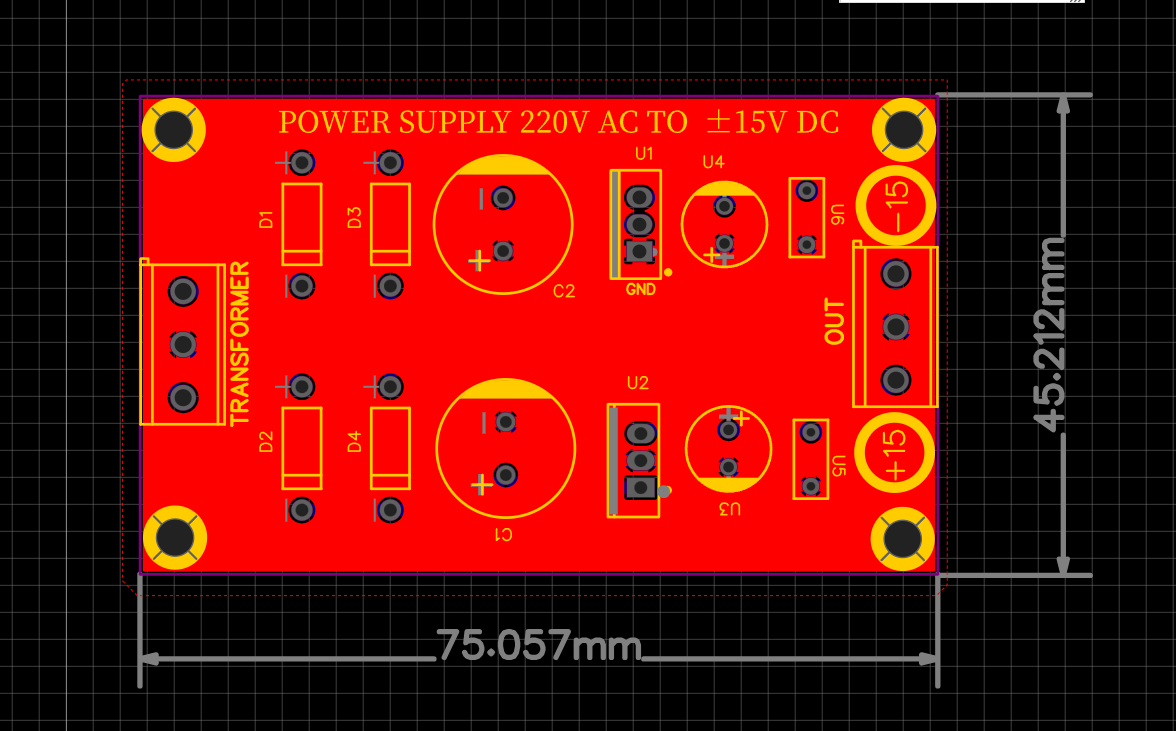 POWER SUPPLY 220V AC TO ±15V DC
U1
U4
D1
D3
U6
-15
+
+
C2
GND
TRANSFORMER
OUT
45.212mm
U2
+
D2
D4
+15
U5
+
U3
C1
75.057mm